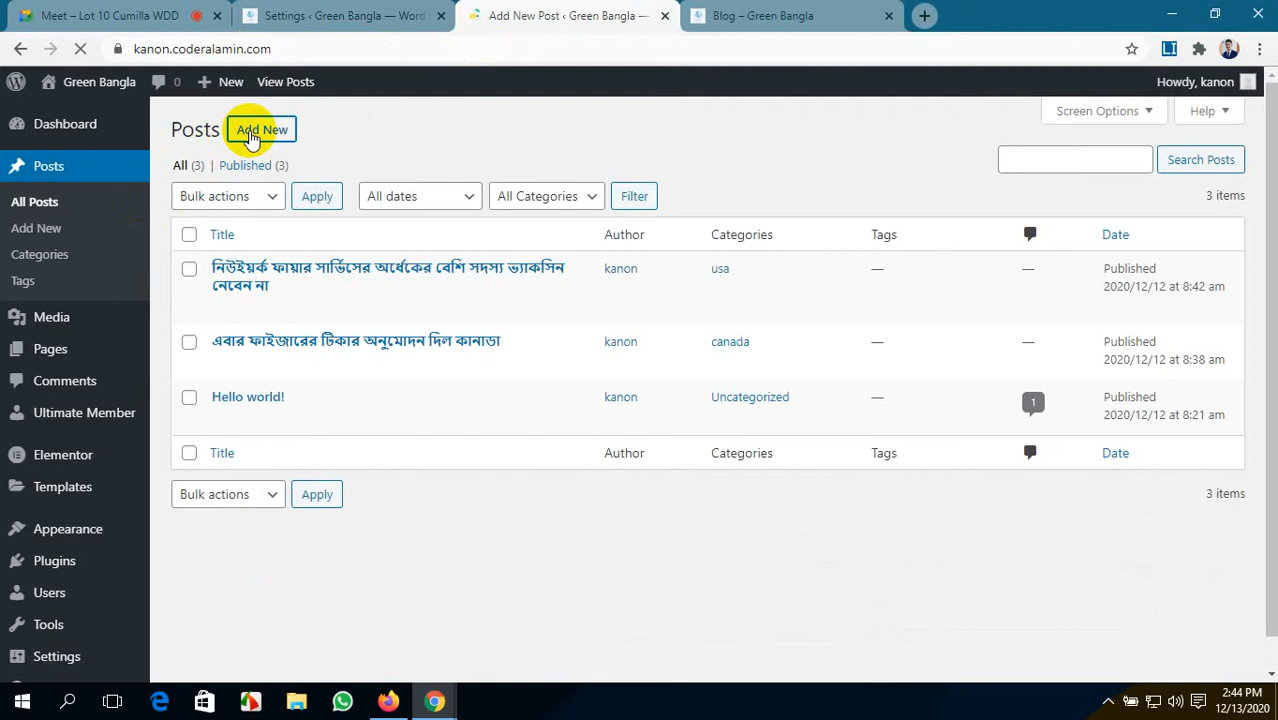 Meet – Lot 10 Cumilla WDD
Settings ‹ Green Bangla — Word
Add New Post ‹ Green Bangla —
Blog – Green Bangla
kanon.coderalamin.com
Green Bangla 0 New View Posts Howdy, kanon
Dashboard
Posts
All Posts
Add New
Categories
Tags
Media
Pages
Comments
Ultimate Member
Elementor
Templates
Appearance
Plugins
Users
Tools
Settings
Screen Options Help
Posts Add New
All (3) | Published (3)
Search Posts
Bulk actions Apply All dates All Categories Filter 3 items
Title Author Categories Tags Date
নিউইয়র্ক ফায়ার সার্ভিসের অর্ধেকের বেশি সদস্য ভ্যাকসিন kanon usa — — Published
নেবেন না 2020/12/12 at 8:42 am
এবার ফাইজারের টিকার অনুমোদন দিল কানাডা kanon canada — — Published
2020/12/12 at 8:38 am
Hello world! kanon Uncategorized — 1 Published
2020/12/12 at 8:21 am
Title Author Categories Tags Date
Bulk actions Apply 3 items
2:44 PM
12/13/2020